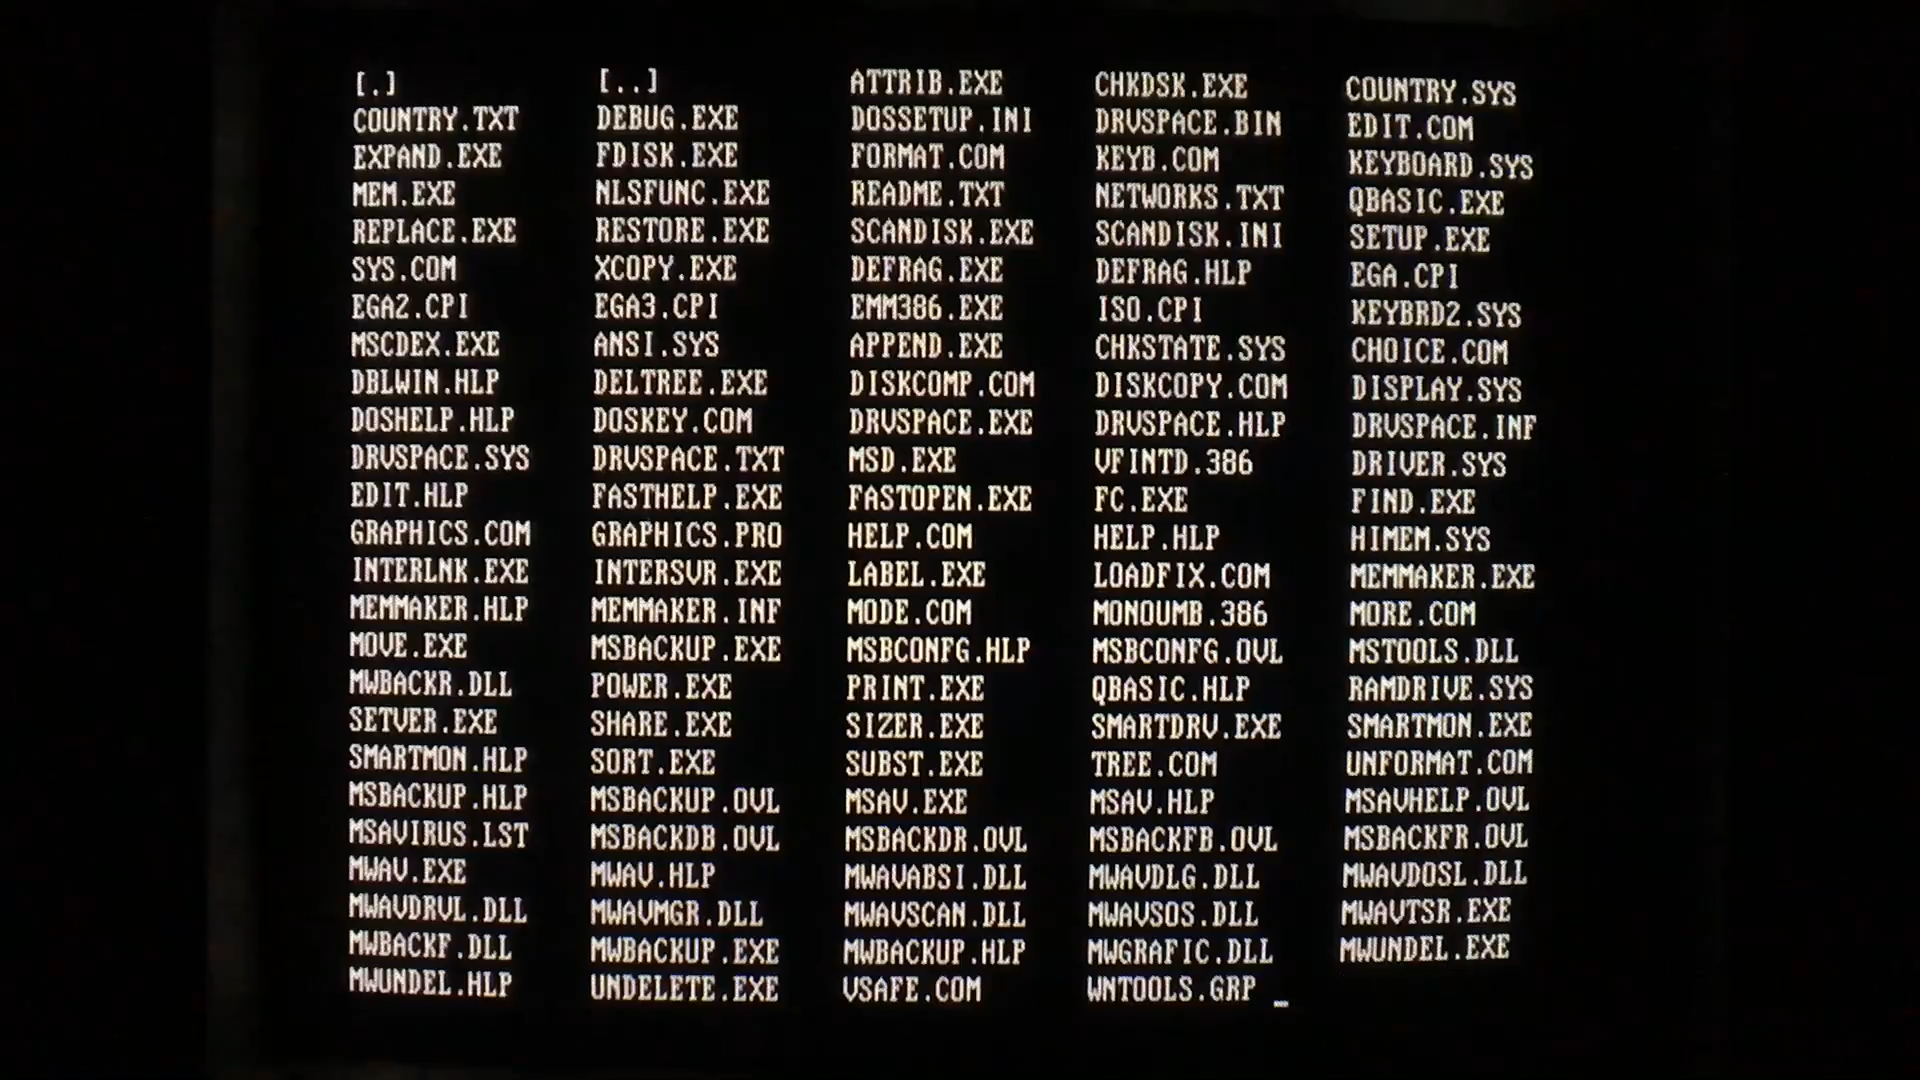 [.] [..] ATTRIB.EXE CHKDSK.EXE COUNTRY.SYS
COUNTRY.TXT DEBUG.EXE DOSSETUP.INI DRVSPACE.BIN EDIT.COM
EXPAND.EXE FDISK.EXE FORMAT.COM KEYB.COM KEYBOARD.SYS
MEM.EXE NLSFUNC.EXE README.TXT NETWORKS.TXT QBASIC.EXE
REPLACE.EXE RESTORE.EXE SCANDISK.EXE SCANDISK.INI SETUP.EXE
SYS.COM XCOPY.EXE DEFRAG.EXE DEFRAG.HLP EGA.CPI
EGA2.CPI EGA3.CPI EMM386.EXE ISO.CPI KEYBRD2.SYS
MSCDEX.EXE ANSI.SYS APPEND.EXE CHKSTATE.SYS CHOICE.COM
DBLWIN.HLP DELTREE.EXE DISKCOMP.COM DISKCOPY.COM DISPLAY.SYS
DOSHELP.HLP DOSKEY.COM DRVSPACE.EXE DRVSPACE.HLP DRVSPACE.INF
DRVSPACE.SYS DRVSPACE.TXT MSD.EXE VFINTD.386 DRIVER.SYS
EDIT.HLP FASTHELP.EXE FASTOPEN.EXE FC.EXE FIND.EXE
GRAPHICS.COM GRAPHICS.PRO HELP.COM HELP.HLP HIMEM.SYS
INTERLNK.EXE INTERSVR.EXE LABEL.EXE LOADFIX.COM MEMMAKER.EXE
MEMMAKER.HLP MEMMAKER.INF MODE.COM MONOUMB.386 MORE.COM
MOVE.EXE MSBACKUP.EXE MSBCONFG.HLP MSBCONFG.OVL MSTOOLS.DLL
MWBACKR.DLL POWER.EXE PRINT.EXE QBASIC.HLP RAMDRIVE.SYS
SETVER.EXE SHARE.EXE SIZER.EXE SMARTDRV.EXE SMARTMON.EXE
SMARTMON.HLP SORT.EXE SUBST.EXE TREE.COM UNFORMAT.COM
MSBACKUP.HLP MSBACKUP.OVL MSAV.EXE MSAV.HLP MSAVHELP.OVL
MSAVIRUS.LST MSBACKDB.OVL MSBACKDR.OVL MSBACKFB.OVL MSBACKFR.OVL
MWAV.EXE MWAV.HLP MWAVABSI.DLL MWAVDLG.DLL MWAVDOSL.DLL
MWAVDRVL.DLL MWAVMGR.DLL MWAVSCAN.DLL MWAVSOS.DLL MWAVTSR.EXE
MWBACKF.DLL MWBACKUP.EXE MWBACKUP.HLP MWGRAFIC.DLL MWUNDEL.EXE
MWUNDEL.HLP UNDELETE.EXE VSAFE.COM WNTOOLS.GRP _